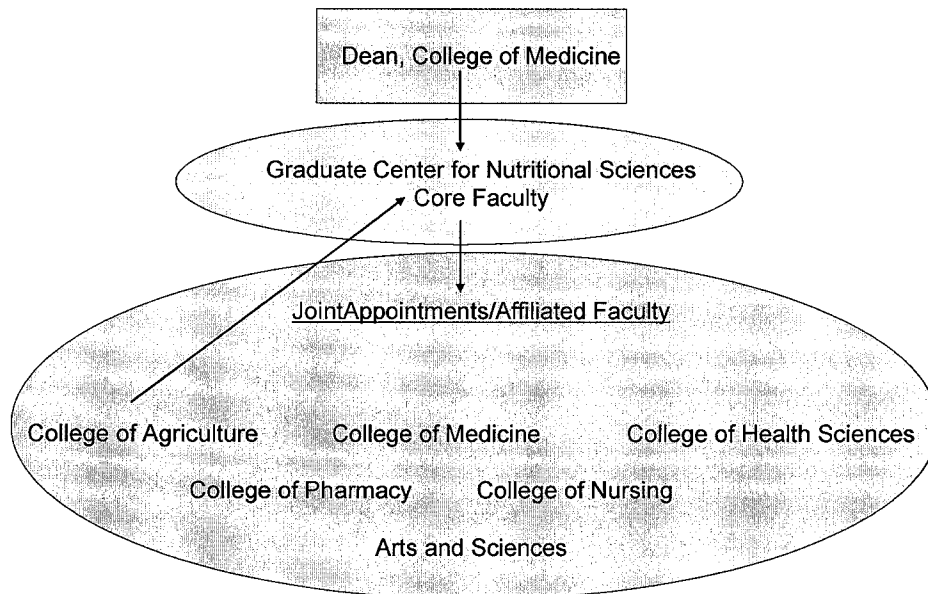 Dean, College of Medicine
Graduate Center for Nutritional Sciences
Core Faculty
JointAppointments/Affiliated Faculty
College of Agriculture College of Medicine College of Health Sciences
College of Pharmacy College of Nursing
Arts and Sciences